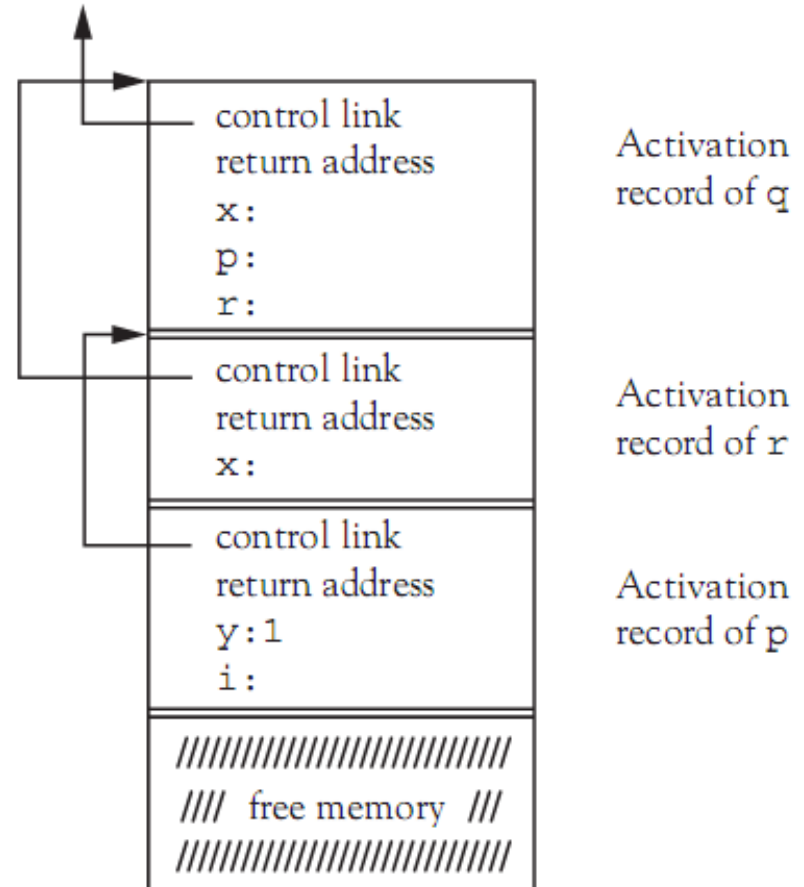 control link
return address
x:
p:
r:
Activation
record of q
control link
return address
x:
Activation
record of r
control link
return address
y:1
i:
Activation
record of p
free memory